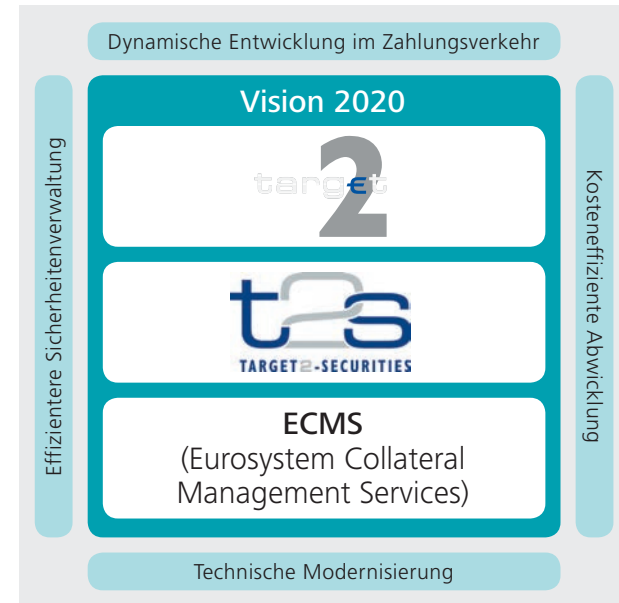 Dynamische Entwicklung im Zahlungsverkehr
Effizientere Sicherheitenverwaltung
Vision 2020
target
2
t2s
TARGET2-SECURITIES
ECMS
(Eurosystem Collateral
Management Services)
Kosteneffiziente Abwicklung
Technische Modernisierung